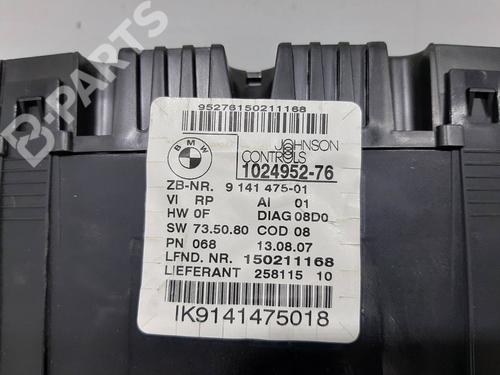 B-PARTS
95276150211168
BMW
JOHNSON
CONTROLS
1024952-76
ZB-NR. 9 141 475-01
VI RP AI 01
HW 0F DIAG 08D0
SW 73.50.80 COD 08
PN 068 13.08.07
LFND. NR. 150211168
LIEFERANT 258115 10
IK9141475018